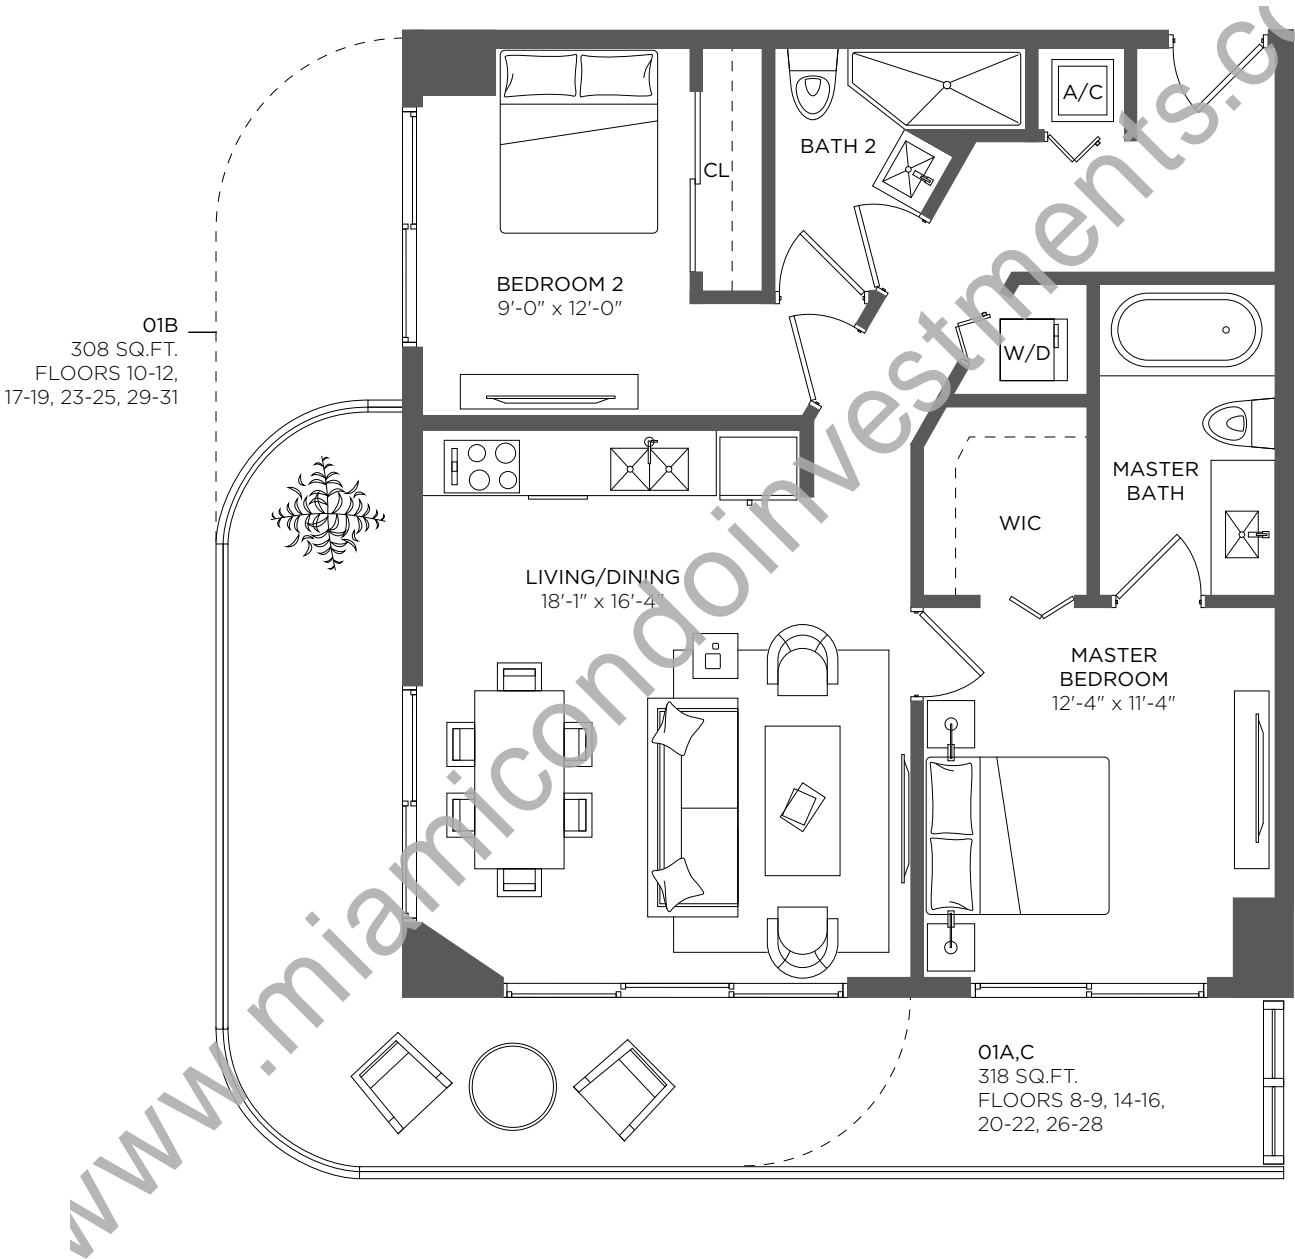 A/C
BATH 2
CL
BEDROOM 2
9'-0" x 12'-0"
01B
308 SQ.FT.
FLOORS 10-12,
17-19, 23-25, 29-31
W/D
MASTER
BATH
WIC
LIVING/DINING
18'-1" x 16'-4"
MASTER
BEDROOM
12'-4" x 11'-4"
01A,C
318 SQ.FT.
FLOORS 8-9, 14-16,
20-22, 26-28
www.miamicondoinvestments.co